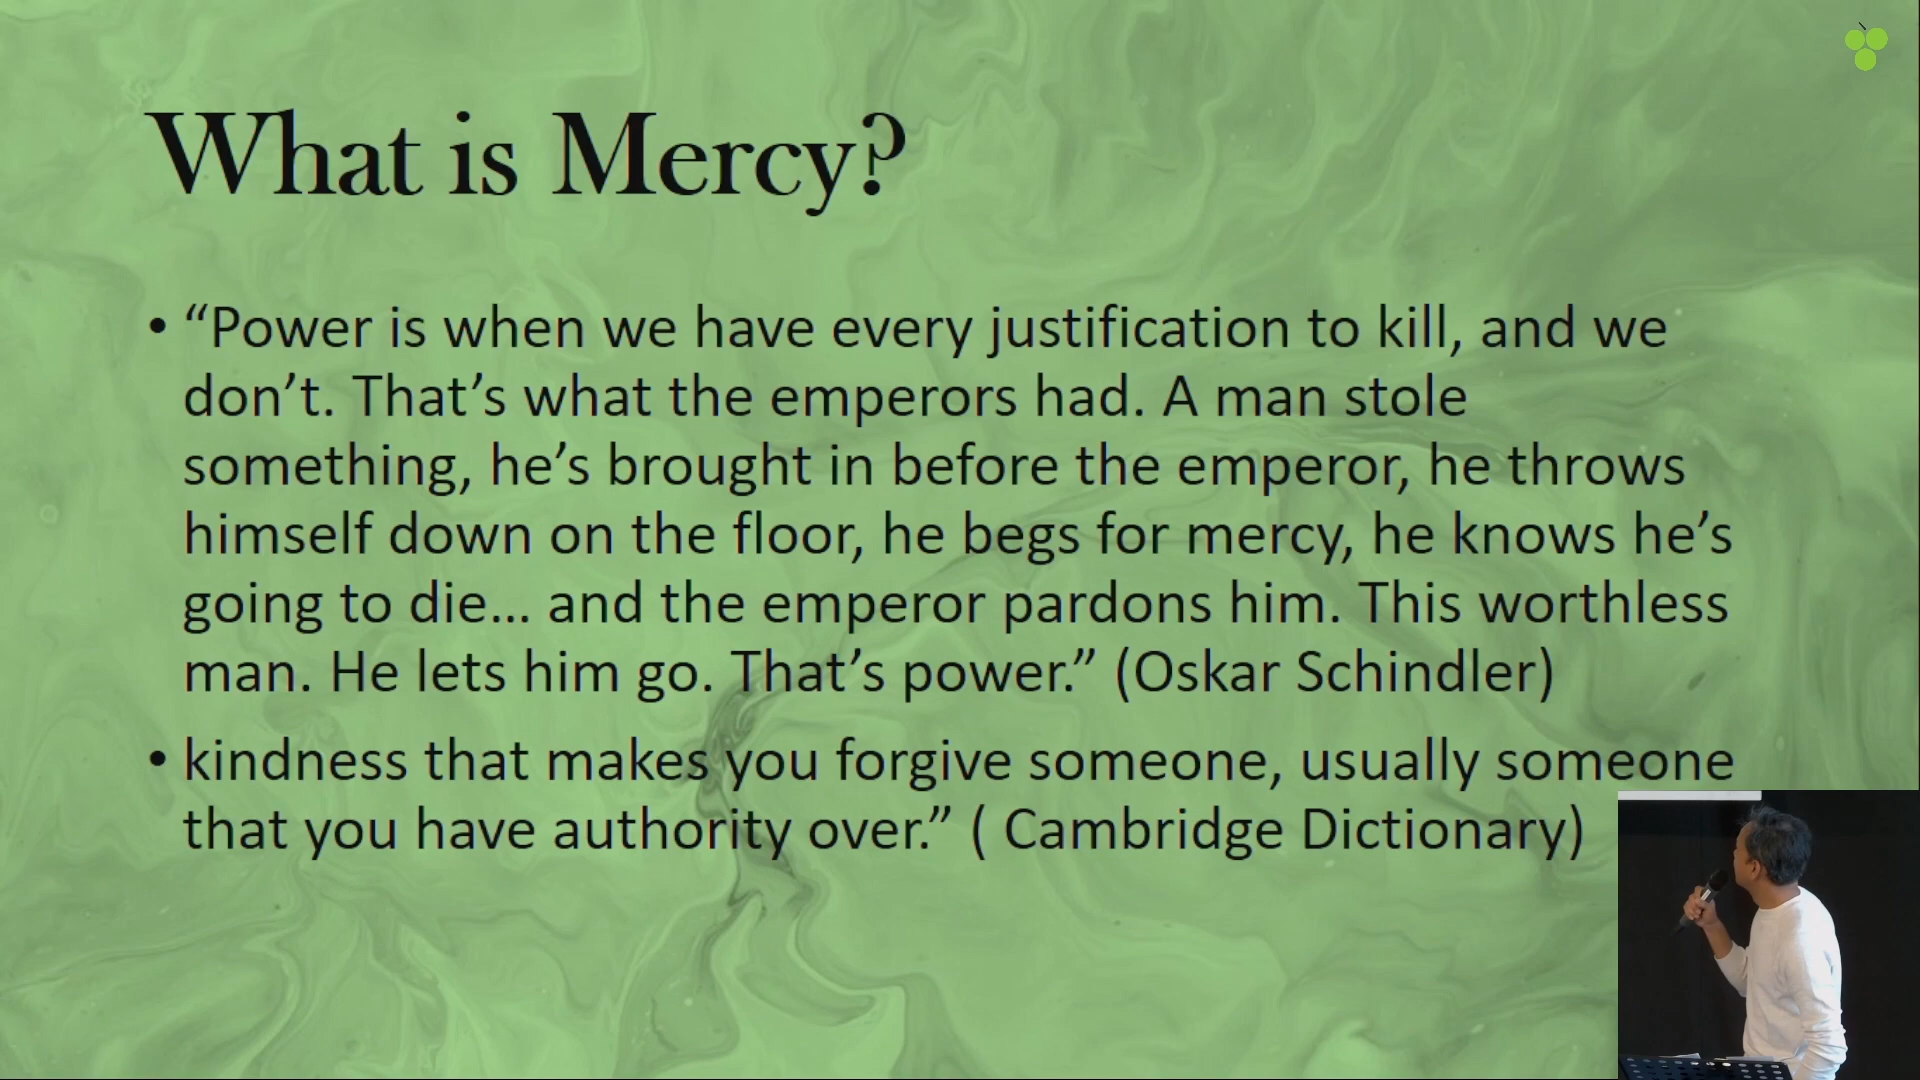 What is Mercy?
• “Power is when we have every justification to kill, and we
don’t. That’s what the emperors had. A man stole
something, he’s brought in before the emperor, he throws
himself down on the floor, he begs for mercy, he knows he’s
going to die... and the emperor pardons him. This worthless
man. He lets him go. That’s power.” (Oskar Schindler)
• kindness that makes you forgive someone, usually someone
that you have authority over.” ( Cambridge Dictionary)